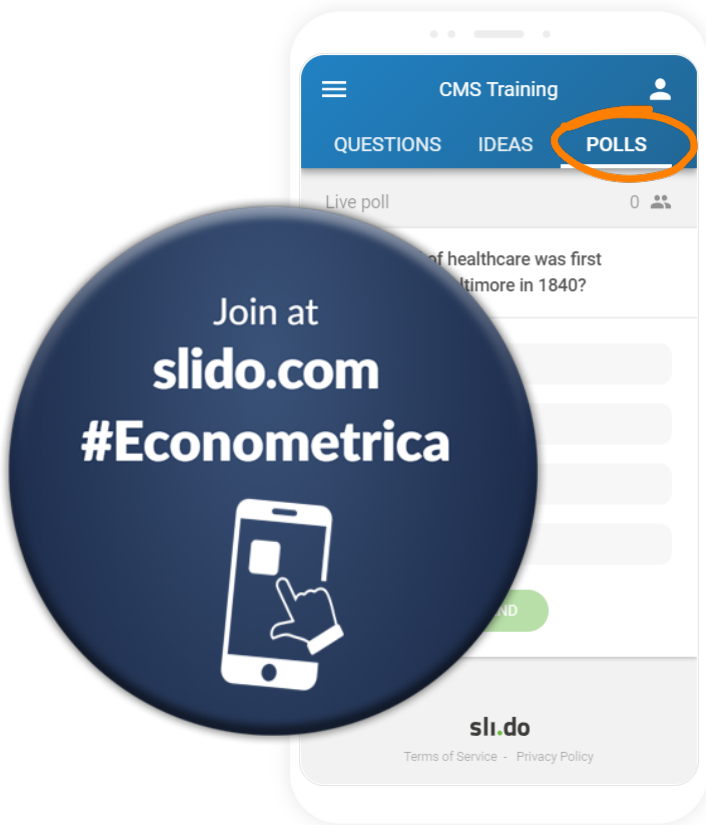 CMS Training
QUESTIONS IDEAS POLLS
Live poll 0
of healthcare was first
in 1840?
Join at
slido.com
#Econometrica
sli.do
Terms of Service - Privacy Policy